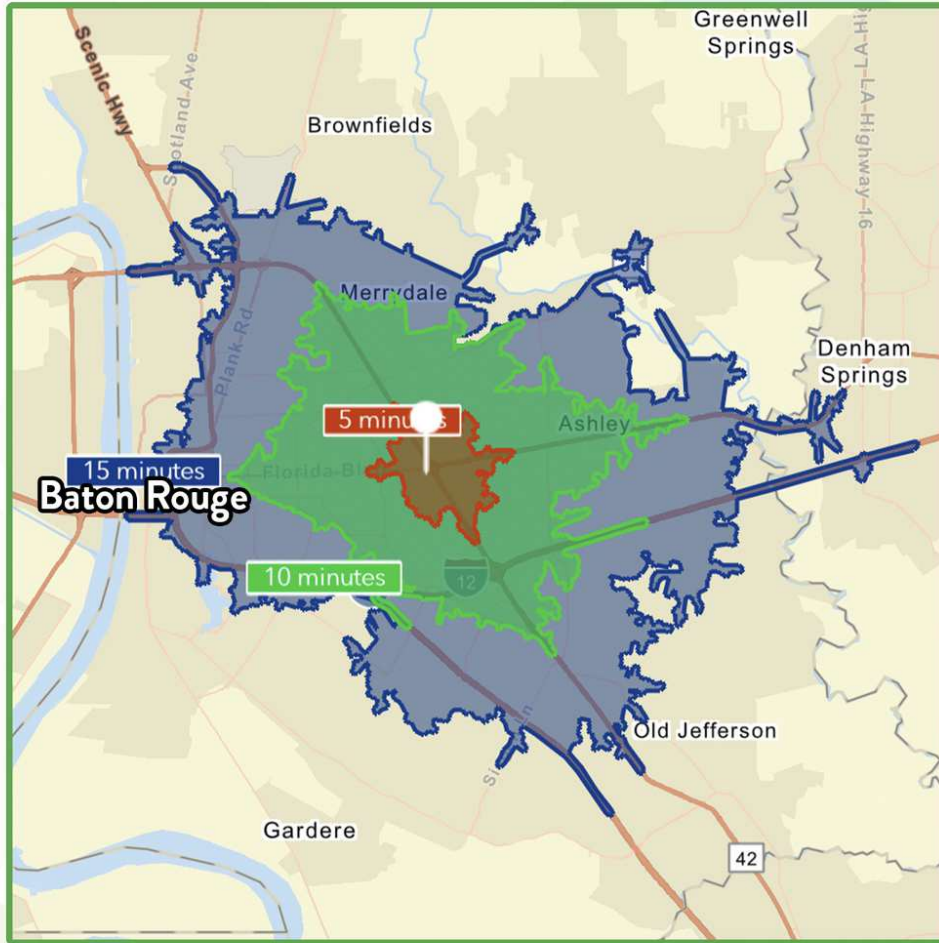 Greenwell
Springs
Scenic Hwy
Scotland Ave
LA Highway 16
Brownfields
Merrydale
Plank Rd
Denham
Springs
5 minutes
Ashley
15 minutes
Florida
Baton Rouge
10 minutes
12
Old Jefferson
Gardere
42